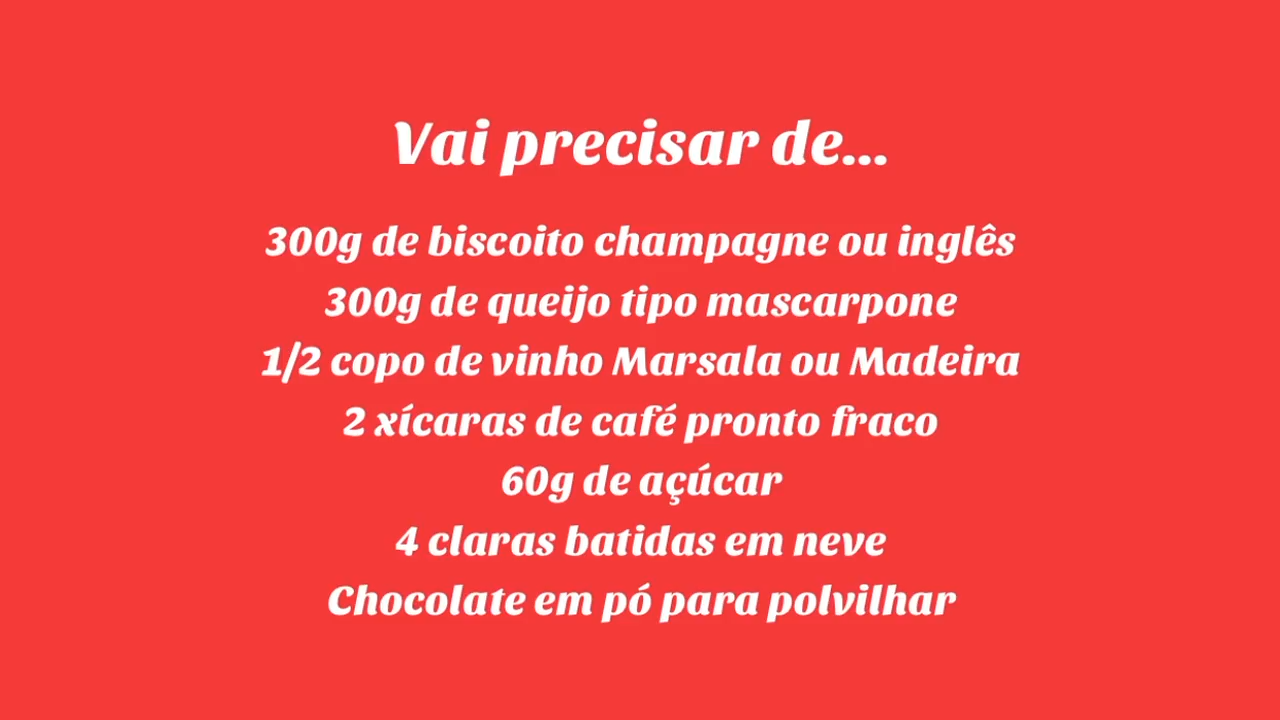 Vai precisar de...
300g de biscoito champagne ou inglês
300g de queijo tipo mascarpone
1/2 copo de vinho Marsala ou Madeira
2 xícaras de café pronto fraco
60g de açúcar
4 claras batidas em neve
Chocolate em pó para polvilhar